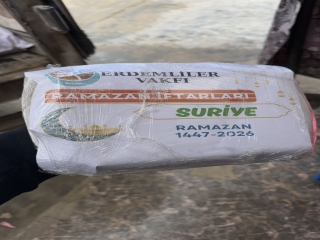 ERDEMLİLER
VAKFI
RAMAZAN İFTARLARI
SURİYE
RAMAZAN
1447-2026